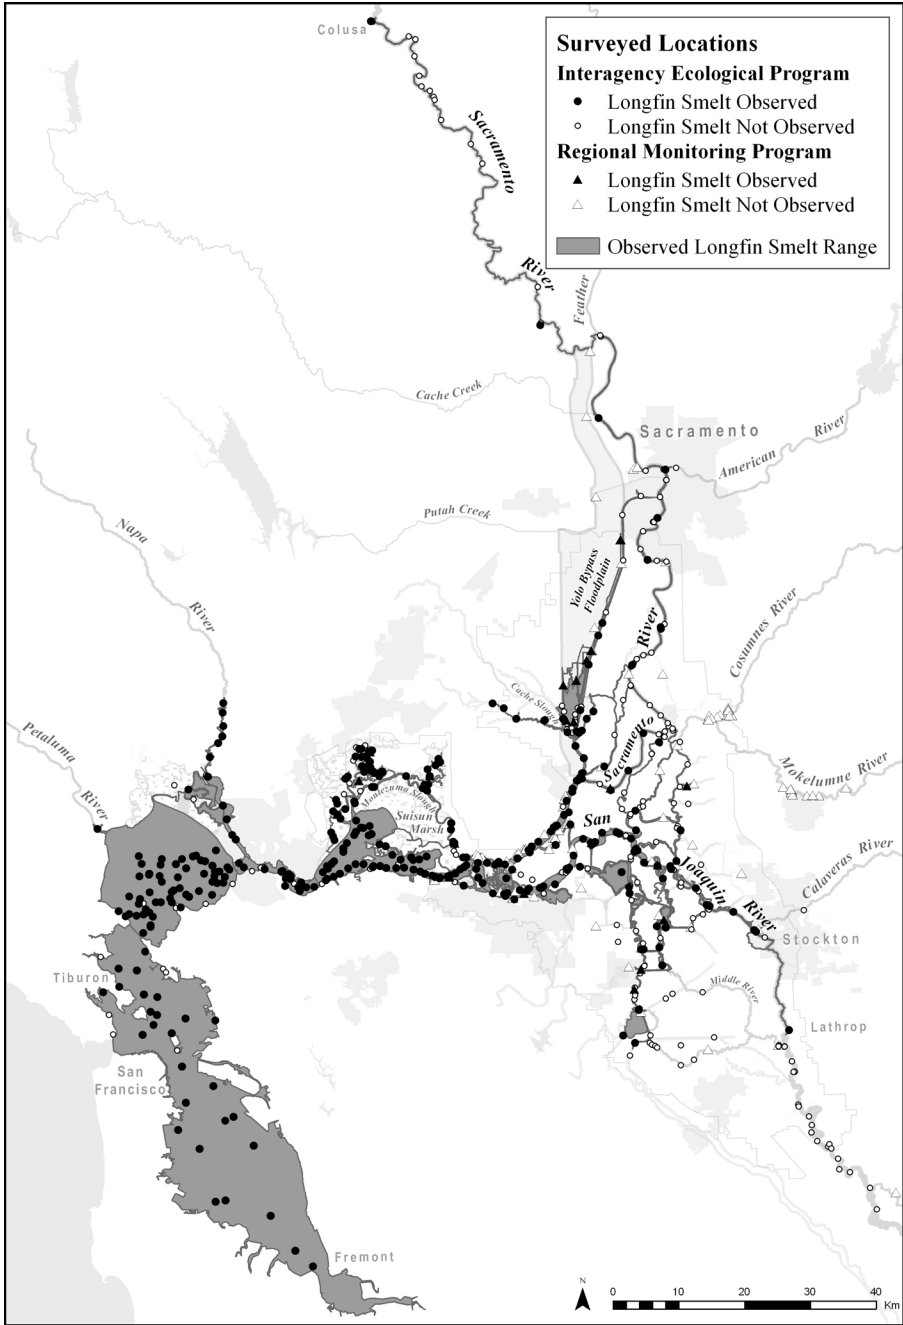 Colusa
Surveyed Locations
Interagency Ecological Program
Longfin Smelt Observed
Longfin Smelt Not Observed
Regional Monitoring Program
Longfin Smelt Observed
Longfin Smelt Not Observed
Observed Longfin Smelt Range
Sacramento
River
Feather
Cache Creek
Sacramento
American
River
Putah Creek
Napa
River
Yolo Bypass
Floodplain
River
Cosumnes River
Cache Slough
Sacramento
Petaluma
River
Mokelumne River
Montezuma Slough
Suisun
Marsh
San
Joaquin
River
Calaveras River
Stockton
Tiburon
Middle River
Lathrop
San
Francisco
Fremont
N
0 10 20 30 40
Km